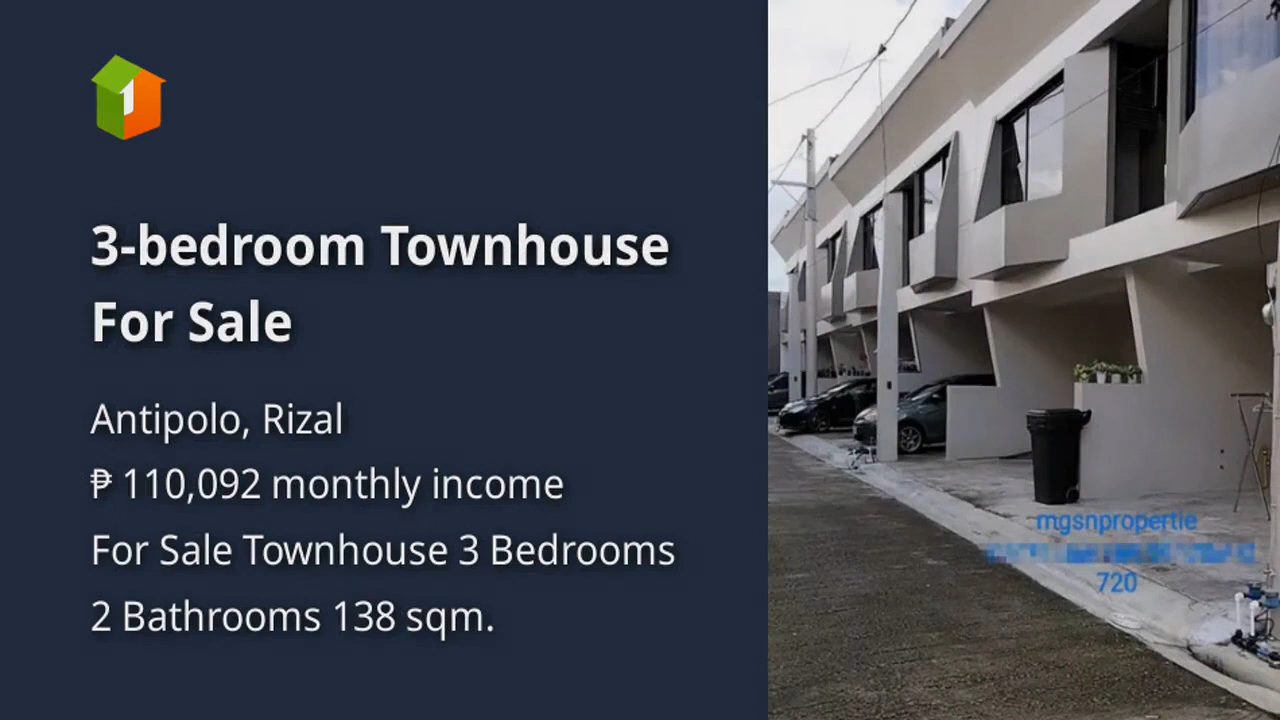 3-bedroom Townhouse
For Sale
Antipolo, Rizal
₱ 110,092 monthly income
For Sale Townhouse 3 Bedrooms
2 Bathrooms 138 sqm.
mgsnpropertie
720